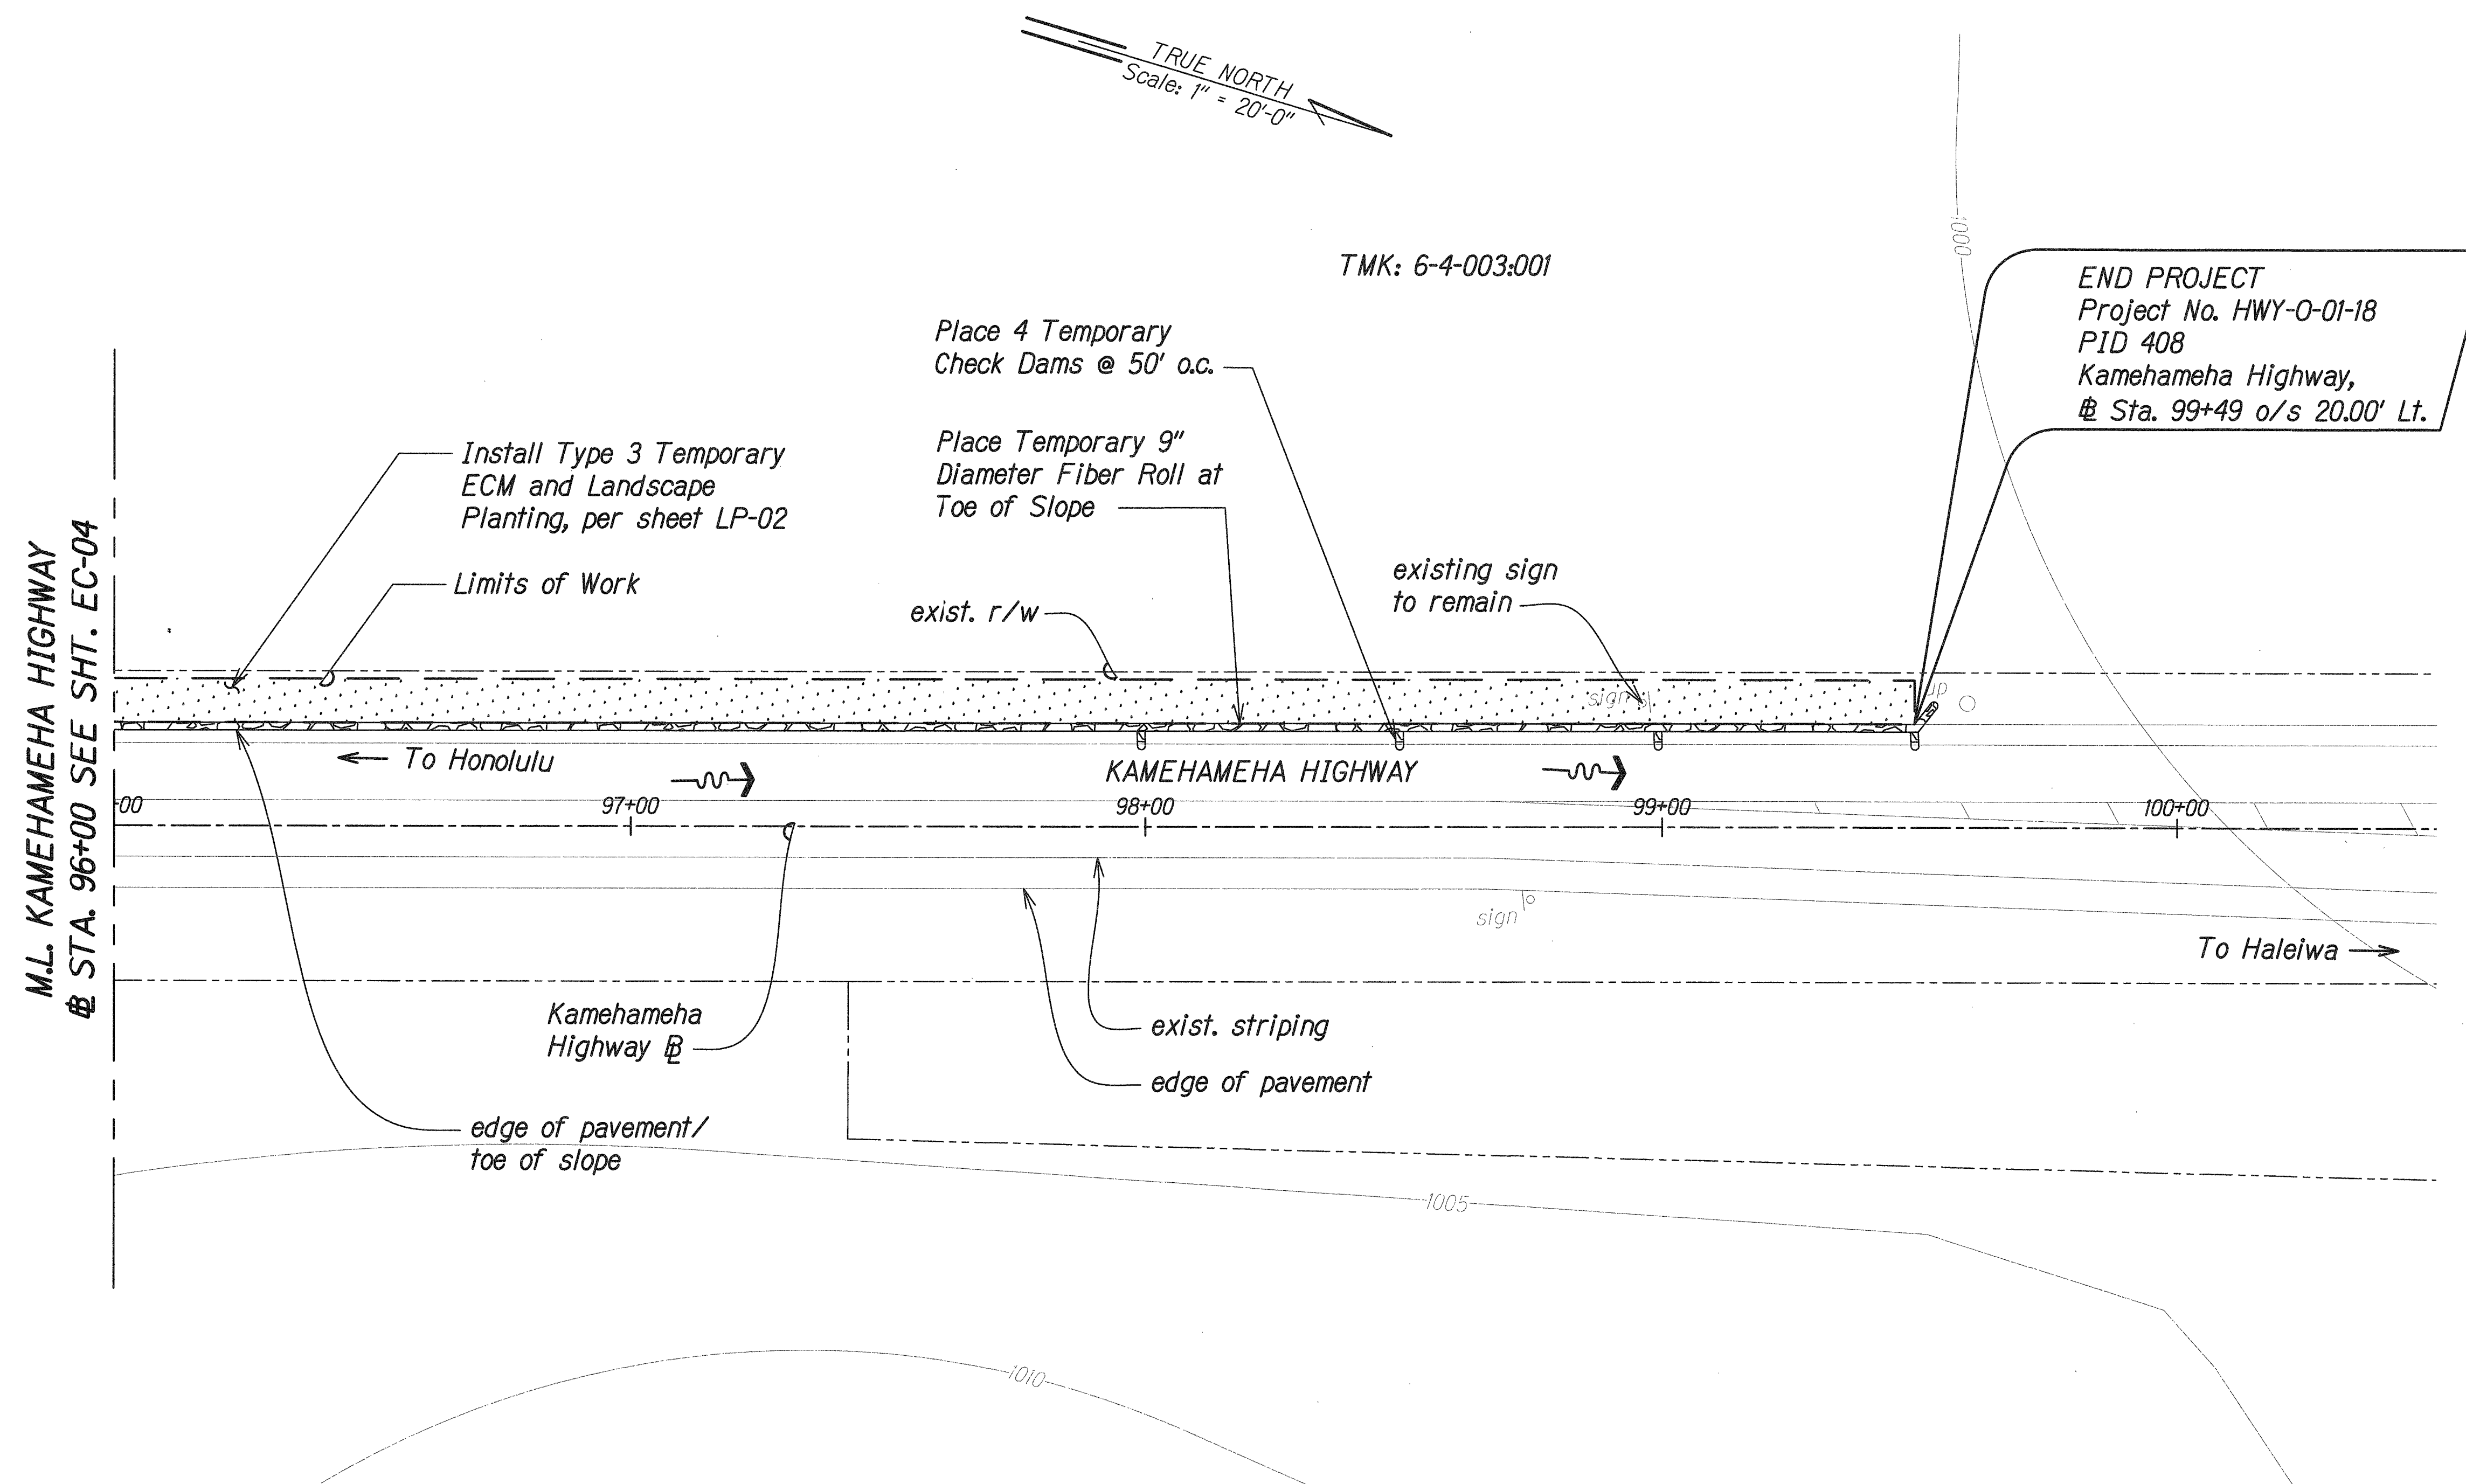 TRUE NORTH
Scale: 1" = 20'-0"
1000
TMK: 6-4-003:001
END PROJECT
Project No. HWY-O-01-18
PID 408
Kamehameha Highway,
℄ Sta. 99+49 o/s 20.00' Lt.
Place 4 Temporary
Check Dams @ 50' o.c.
Place Temporary 9"
Diameter Fiber Roll at
Toe of Slope
Install Type 3 Temporary
ECM and Landscape
Planting, per sheet LP-02
Limits of Work
exist. r/w
existing sign
to remain
M.L. KAMEHAMEHA HIGHWAY
BL STA. 96+00 SEE SHT. EC-04
sign
up
To Honolulu
KAMEHAMEHA HIGHWAY
00
97+00
98+00
99+00
100+00
sign
To Haleiwa
Kamehameha
Highway BL
exist. striping
edge of pavement
edge of pavement/
toe of slope
1005
1010